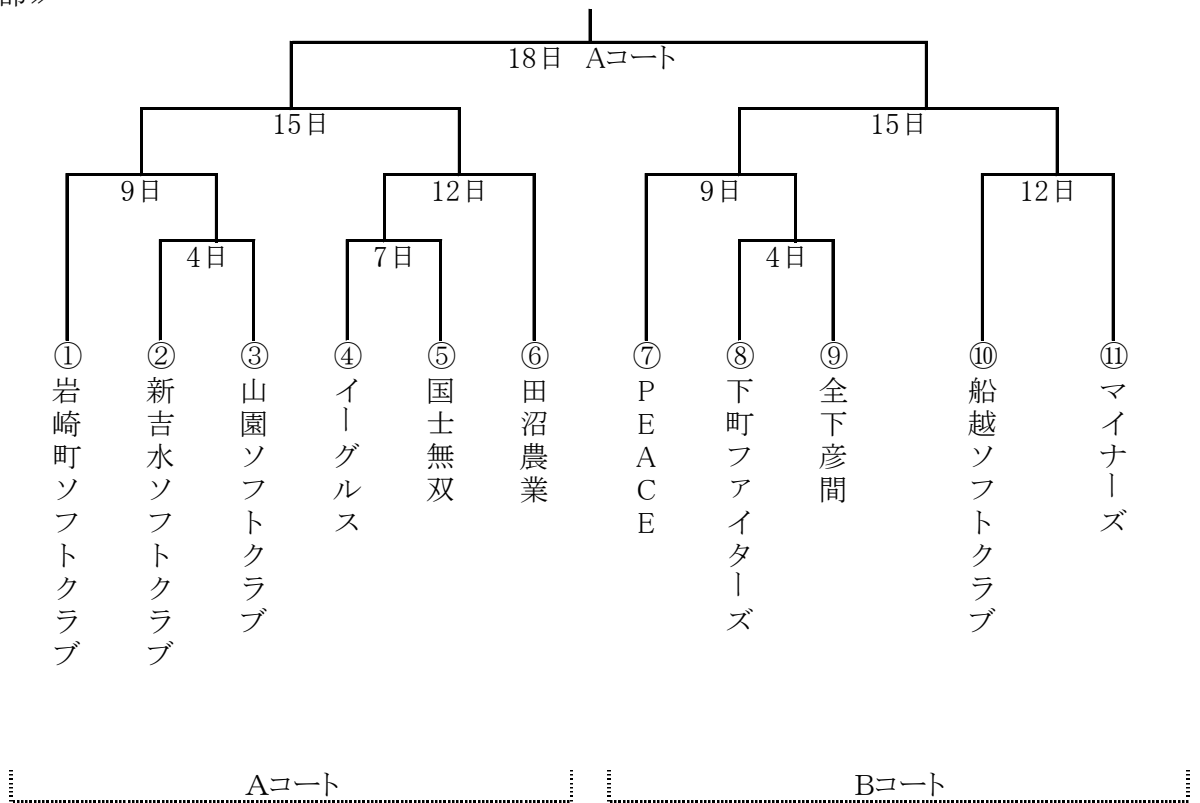 部》
18日 Aコート
15日 15日
9日 12日 9日 12日
4日 7日 4日
① ② ③ ④ ⑤ ⑥ ⑦ ⑧ ⑨ ⑩ ⑪
岩崎町ソフトクラブ
新吉水ソフトクラブ
山園ソフトクラブ
イーグルス
国士無双
田沼農業
PEACE
下町ファイターズ
全下彦間
船越ソフトクラブ
マイナーズ
Aコート Bコート